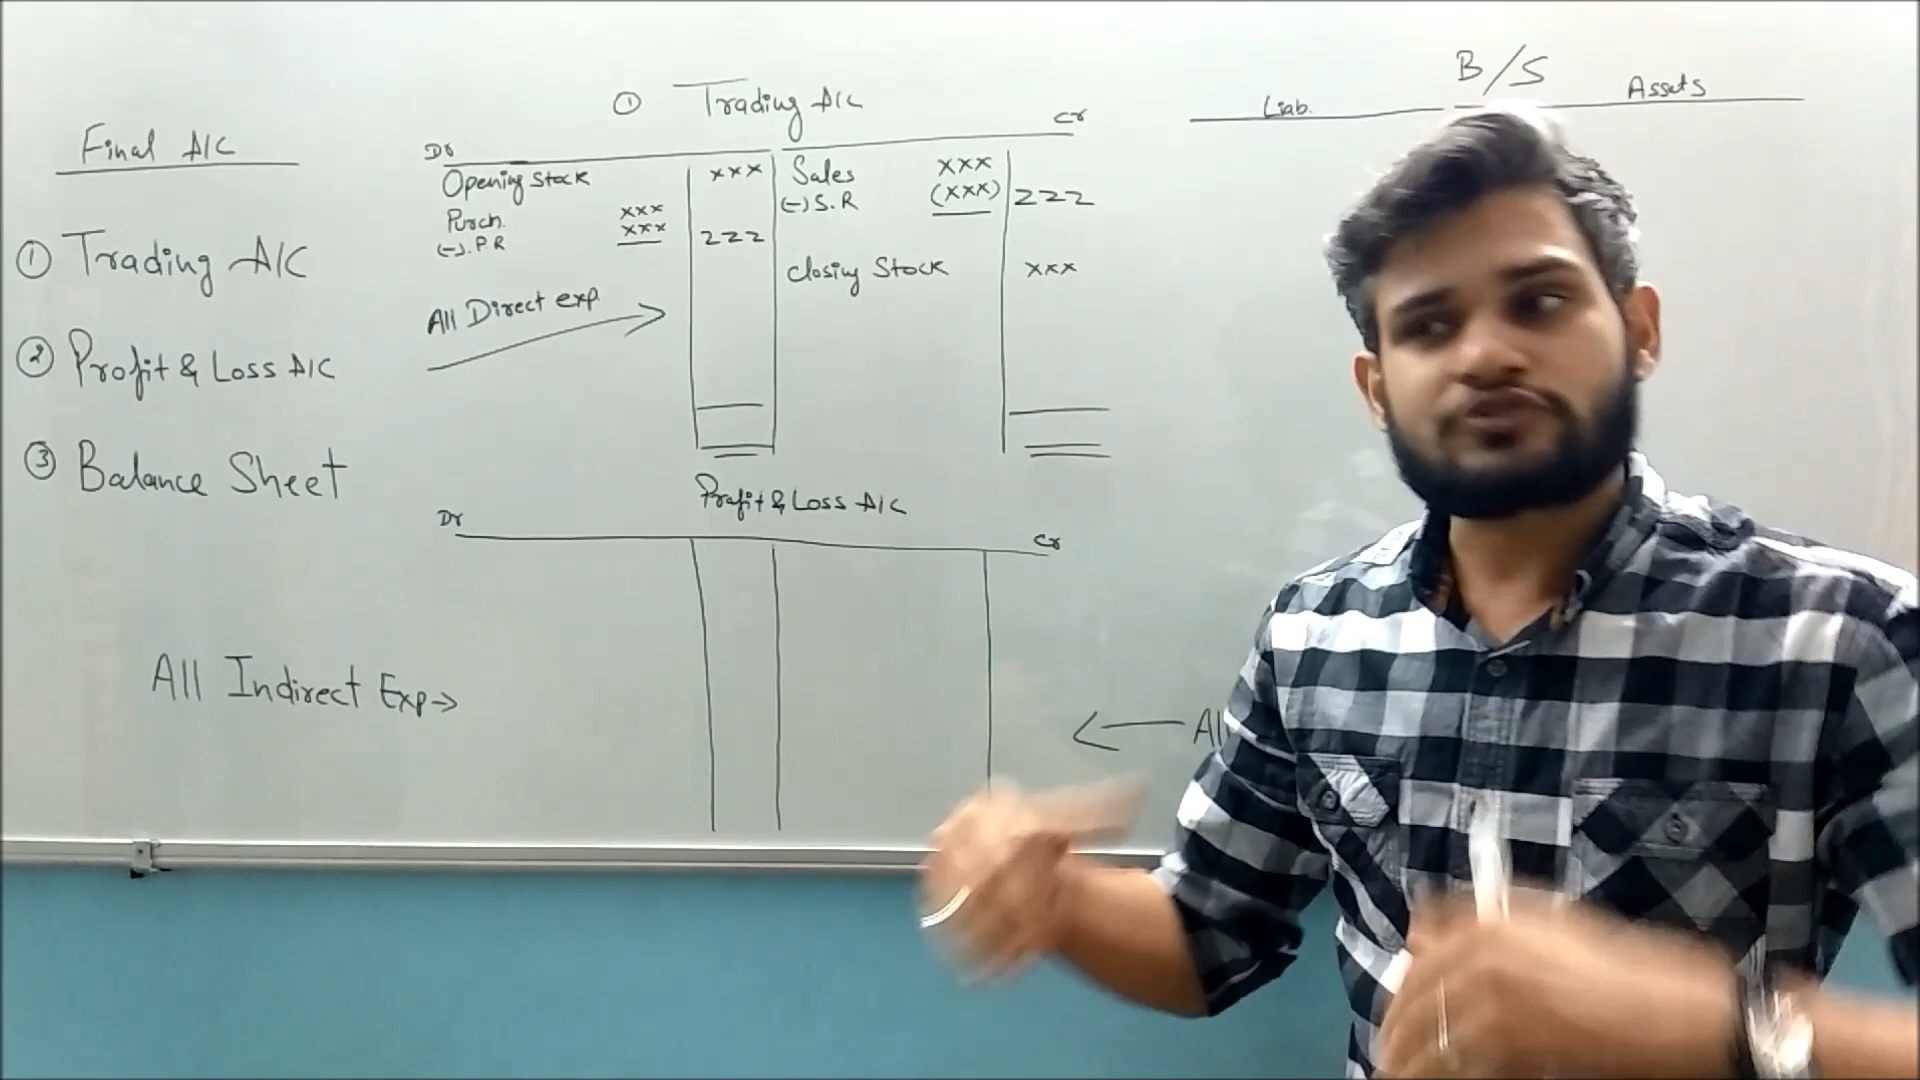 Final A/C
① Trading A/C
② Profit & Loss A/C
③ Balance Sheet
① Trading A/C
Dr
Cr
Opening Stock xxx
Purch. xxx
(-). P.R xxx zzz
All Direct exp.
Sales xxx
(-) S.R (xxx) zzz
Closing Stock xxx
Profit & Loss A/C
Dr
Cr
All Indirect Exp→
← Al
B/S
Liab.
Assets